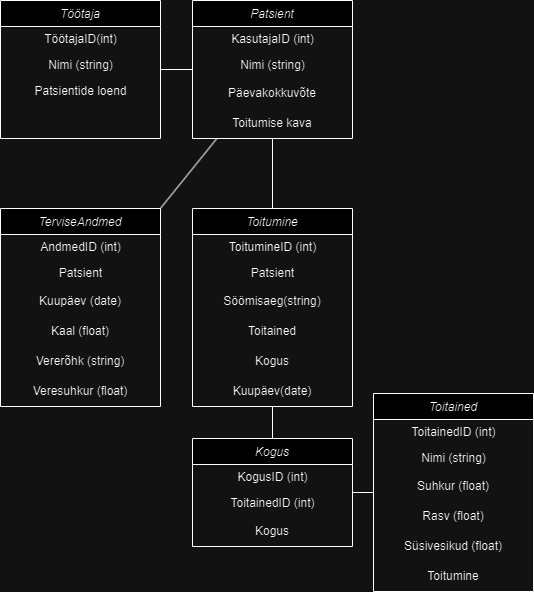 Töötaja
TöötajaID(int)
Nimi (string)
Patsientide loend
Patsient
KasutajaID (int)
Nimi (string)
Päevakokkuvõte
Toitumise kava
TerviseAndmed
AndmedID (int)
Patsient
Kuupäev (date)
Kaal (float)
Vererõhk (string)
Veresuhkur (float)
Toitumine
ToitumineID (int)
Patsient
Söömisaeg(string)
Toitained
Kogus
Kuupäev(date)
Kogus
KogusID (int)
ToitainedID (int)
Kogus
Toitained
ToitainedID (int)
Nimi (string)
Suhkur (float)
Rasv (float)
Süsivesikud (float)
Toitumine